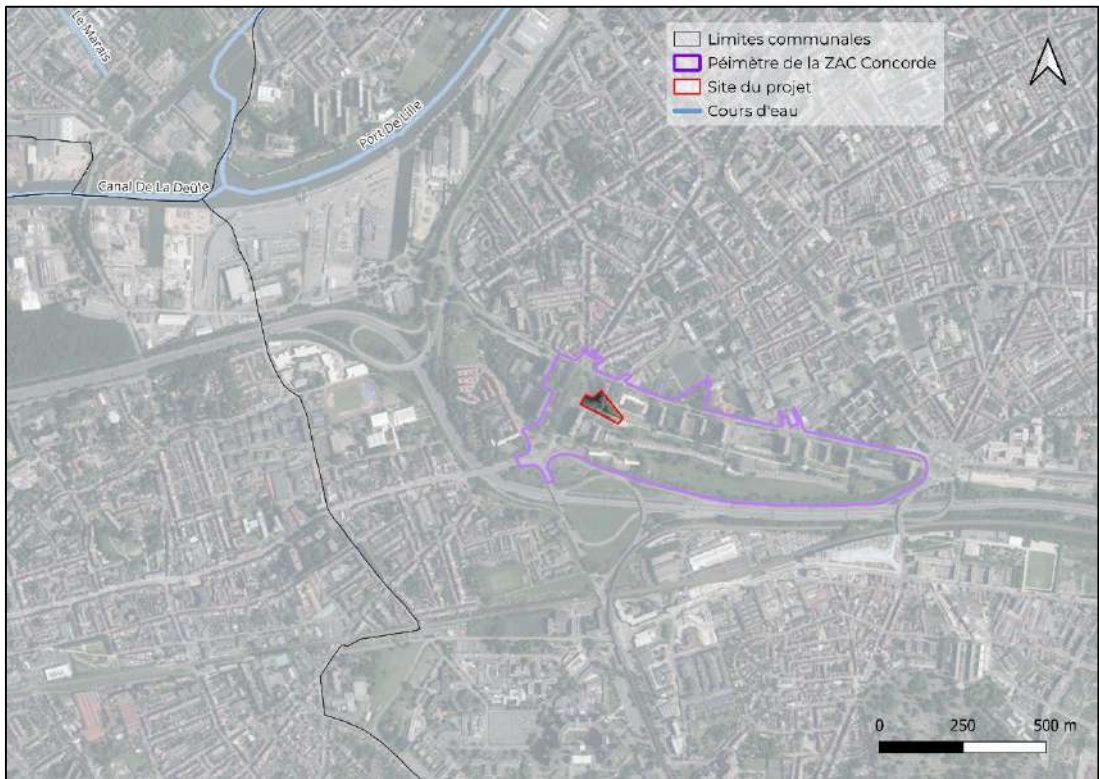 Le Marais
Limites communales
Péimètre de la ZAC Concorde
Site du projet
Cours d'eau
Port De Lille
Canal De La Deûle
0 250 500 m